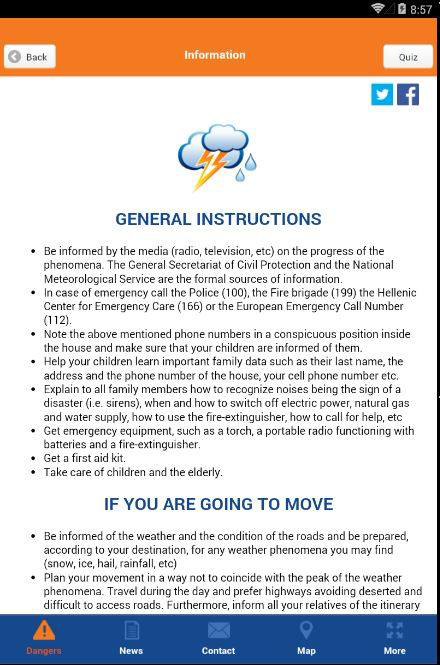 8:57
Back
Information
Quiz
GENERAL INSTRUCTIONS
• Be informed by the media (radio, television, etc) on the progress of the
phenomena. The General Secretariat of Civil Protection and the National
Meteorological Service are the formal sources of information.
• In case of emergency call the Police (100), the Fire brigade (199) the Hellenic
Center for Emergency Care (166) or the European Emergency Call Number
(112).
• Note the above mentioned phone numbers in a conspicuous position inside
the house and make sure that your children are informed of them.
• Help your children learn important family data such as their last name, the
address and the phone number of the house, your cell phone number etc.
• Explain to all family members how to recognize noises being the sign of a
disaster (i.e. sirens), when and how to switch off electric power, natural gas
and water supply, how to use the fire-extinguisher, how to call for help, etc
• Get emergency equipment, such as a torch, a portable radio functioning with
batteries and a fire-extinguisher.
• Get a first aid kit.
• Take care of children and the elderly.
IF YOU ARE GOING TO MOVE
• Be informed of the weather and the condition of the roads and be prepared,
according to your destination, for any weather phenomena you may find
(snow, ice, hail, rainfall, etc)
• Plan your movement in a way not to coincide with the peak of the weather
phenomena. Travel during the day and prefer highways avoiding deserted and
difficult to access roads. Furthermore, inform all your relatives of the itinerary
Dangers
News
Contact
Map
More